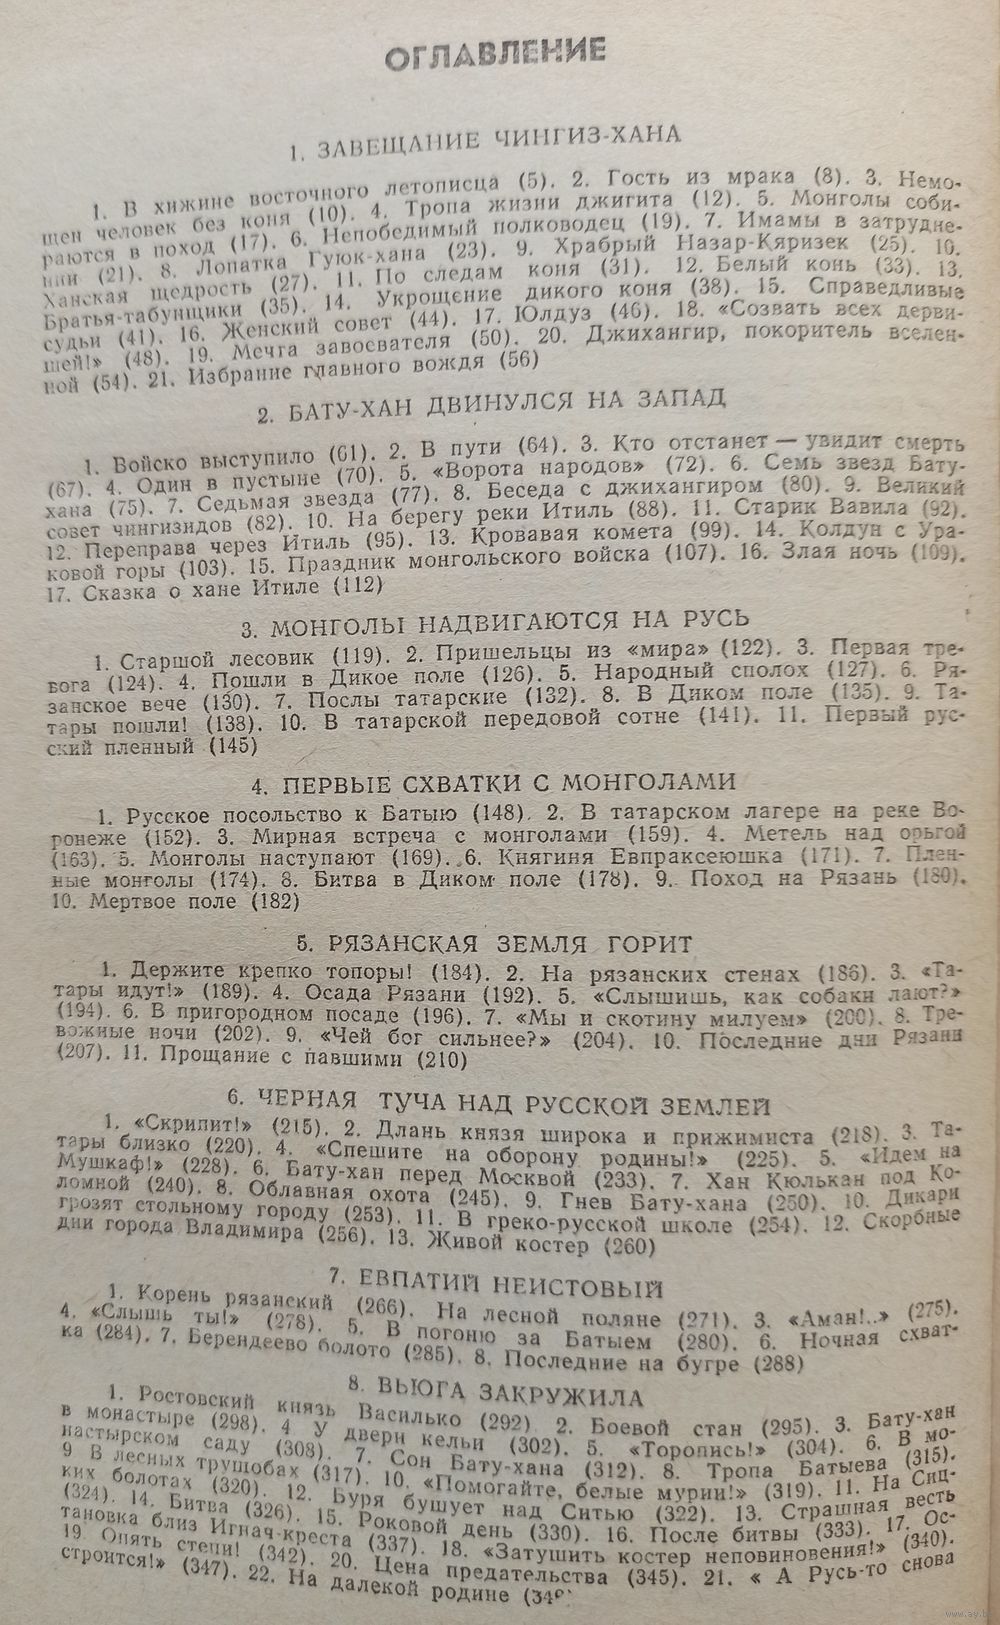 ОГЛАВЛЕНИЕ
1. ЗАВЕЩАНИЕ ЧИНГИЗ-ХАНА
1. В хижине восточного летописца (5). 2. Гость из мрака (8). 3. Немо-
щен человек без коня (10). 4. Тропа жизни джигита (12). 5. Монголы соби-
раются в поход (17). 6. Непобедимый полководец (19). 7. Имамы в затрудне-
нии (21). 8. Лопатка Гуюк-хана (23). 9. Храбрый Назар-Кяризек (25). 10.
Ханская щедрость (27). 11. По следам коня (31). 12. Белый конь (33). 13.
Братья-табунщики (35). 14. Укрощение дикого коня (38). 15. Справедливые
судьи (41). 16. Женский совет (44). 17. Юлдуз (46). 18. «Созвать всех дерви-
шей!» (48). 19. Мечта завоевателя (50). 20. Джихангир, покоритель вселен-
ной (54). 21. Избрание главного вождя (56)
2. БАТУ-ХАН ДВИНУЛСЯ НА ЗАПАД
1. Войско выступило (61). 2. В пути (64). 3. Кто отстанет — увидит смерть
(67). 4. Один в пустыне (70). 5. «Ворота народов» (72). 6. Семь звезд Бату-
хана (75). 7. Седьмая звезда (77). 8. Беседа с джихангиром (80). 9. Великий
совет чингизидов (82). 10. На берегу реки Итиль (88). 11. Старик Вавила (92).
12. Переправа через Итиль (95). 13. Кровавая комета (99). 14. Колдун с Ура-
ковой горы (103). 15. Праздник монгольского войска (107). 16. Злая ночь (109).
17. Сказка о хане Итиле (112)
3. МОНГОЛЫ НАДВИГАЮТСЯ НА РУСЬ
1. Старшой лесовик (119). 2. Пришельцы из «мира» (122). 3. Первая тре-
вога (124). 4. Пошли в Дикое поле (126). 5. Народный сполох (127). 6. Ря-
занское вече (130). 7. Послы татарские (132). 8. В Диком поле (135). 9. Та-
тары пошли! (138). 10. В татарской передовой сотне (141). 11. Первый рус-
ский пленный (145)
4. ПЕРВЫЕ СХВАТКИ С МОНГОЛАМИ
1. Русское посольство к Батыю (148). 2. В татарском лагере на реке Во-
ронеже (152). 3. Мирная встреча с монголами (159). 4. Метель над ольгой
(163). 5. Монголы наступают (169). 6. Княгиня Евпраксеюшка (171). 7. Плен-
ные монголы (174). 8. Битва в Диком поле (178). 9. Поход на Рязань (180).
10. Мертвое поле (182)
5. РЯЗАНСКАЯ ЗЕМЛЯ ГОРИТ
1. Держите крепко топоры! (184). 2. На рязанских стенах (186). 3. «Та-
тары идут!» (189). 4. Осада Рязани (192). 5. «Слышишь, как собаки лают?»
(194). 6. В пригородном посаде (196). 7. «Мы и скотину милуем» (200). 8. Тре-
вожные ночи (202). 9. «Чей бог сильнее?» (204). 10. Последние дни Рязани
(207). 11. Прощание с павшими (210)
6. ЧЕРНАЯ ТУЧА НАД РУССКОЙ ЗЕМЛЕЙ
1. «Скрипит!» (215). 2. Длань князя широка и прижимиста (218). 3. Та-
тары близко (220). 4. «Спешите на оборону родины!» (225). 5. «Идем на
Мушкаф!» (228). 6. Бату-хан перед Москвой (233). 7. Хан Кюлькан под Ко-
ломной (240). 8. Облавная охота (245). 9. Гнев Бату-хана (250). 10. Дикари
грозят стольному городу (253). 11. В греко-русской школе (254). 12. Скорбные
дни города Владимира (256). 13. Живой костер (260)
7. ЕВПАТИЙ НЕИСТОВЫЙ
1. Корень рязанский (266). На лесной поляне (271). 3. «Аман!..» (275).
4. «Слышь ты!» (278). 5. В погоню за Батыем (280). 6. Ночная схват-
ка (284). 7. Берендеево болото (285). 8. Последние на бугре (288)
8. ВЬЮГА ЗАКРУЖИЛА
1. Ростовский князь Василько (292). 2. Боевой стан (295). 3. Бату-хан
в монастыре (298). 4 У двери кельи (302). 5. «Торопись!» (304). 6. В мо-
настырском саду (308). 7. Сон Бату-хана (312). 8. Тропа Батыева (315).
9 В лесных трущобах (317). 10. «Помогайте, белые мурии!» (319). 11. На Сиц-
ких болотах (320). 12. Буря бушует над Ситью (322). 13. Страшная весть
(324). 14. Битва (326). 15. Роковой день (330). 16. После битвы (333). 17. Ос-
тановка близ Игнач-креста (337). 18. «Затушить костер неповиновения!» (340).
19. Опять степи! (342). 20. Цена предательства (345). 21. « А Русь-то снова
строится!» (347). 22. На далекой родине
www.ay.by